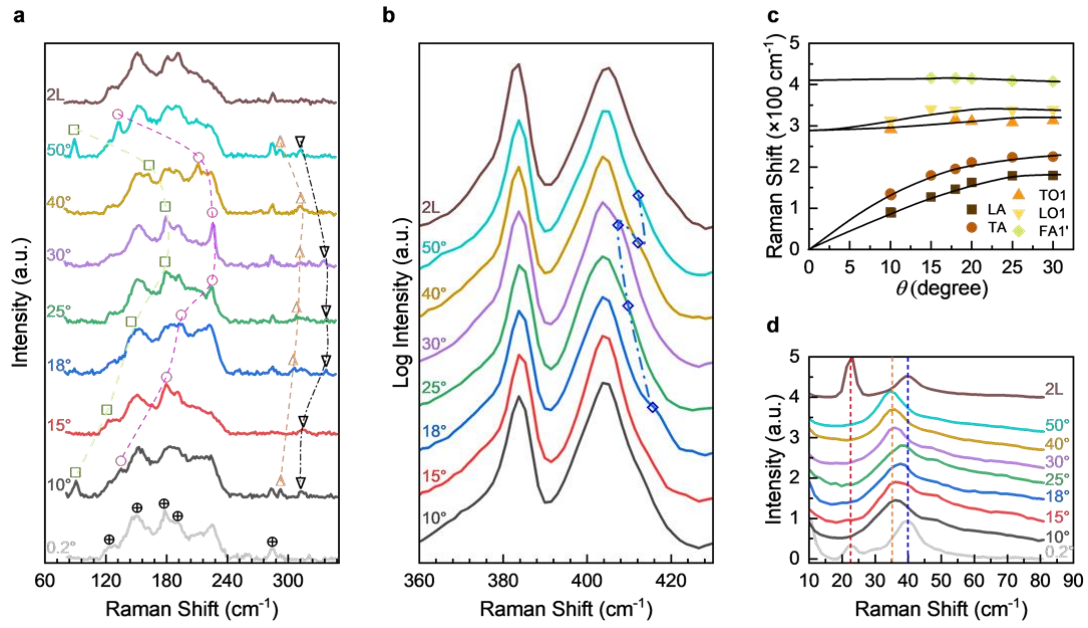 a
2L
50°
40°
30°
25°
18°
15°
10°
0.2°
Intensity (a.u.)
60 120 180 240 300
Raman Shift (cm⁻¹)
b
2L
50°
40°
30°
25°
18°
15°
10°
Log Intensity (a.u.)
360 380 400 420
Raman Shift (cm⁻¹)
c
Raman Shift (×100 cm⁻¹)
5
4
3
2
1
0
TO1
LA LO1
TA FA1'
0 5 10 15 20 25 30
θ (degree)
d
Intensity (a.u.)
5
4
3
2
1
0
2L
50°
40°
30°
25°
18°
15°
10°
0.2°
10 20 30 40 50 60 70 80 90
Raman Shift (cm⁻¹)